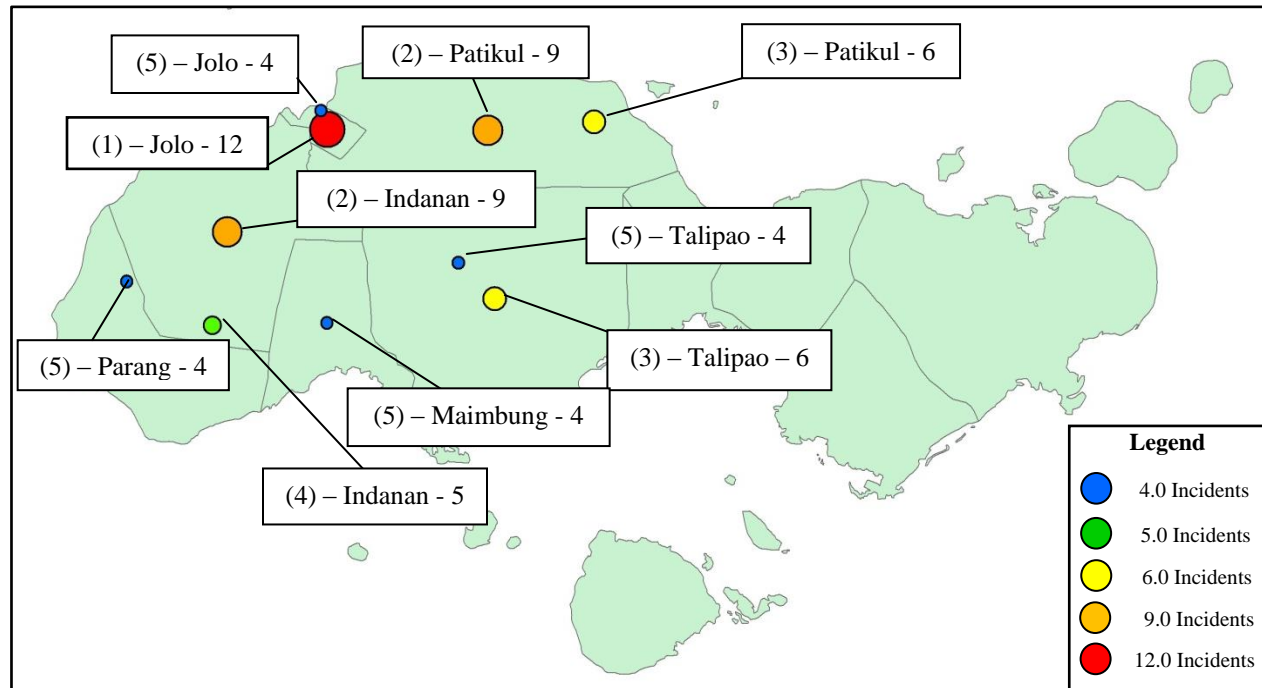 (5) – Jolo - 4
(2) – Patikul - 9
(3) – Patikul - 6
(1) – Jolo - 12
(2) – Indanan - 9
(5) – Talipao - 4
(5) – Parang - 4
(3) – Talipao – 6
(5) – Maimbung - 4
(4) – Indanan - 5
Legend
4.0 Incidents
5.0 Incidents
6.0 Incidents
9.0 Incidents
12.0 Incidents